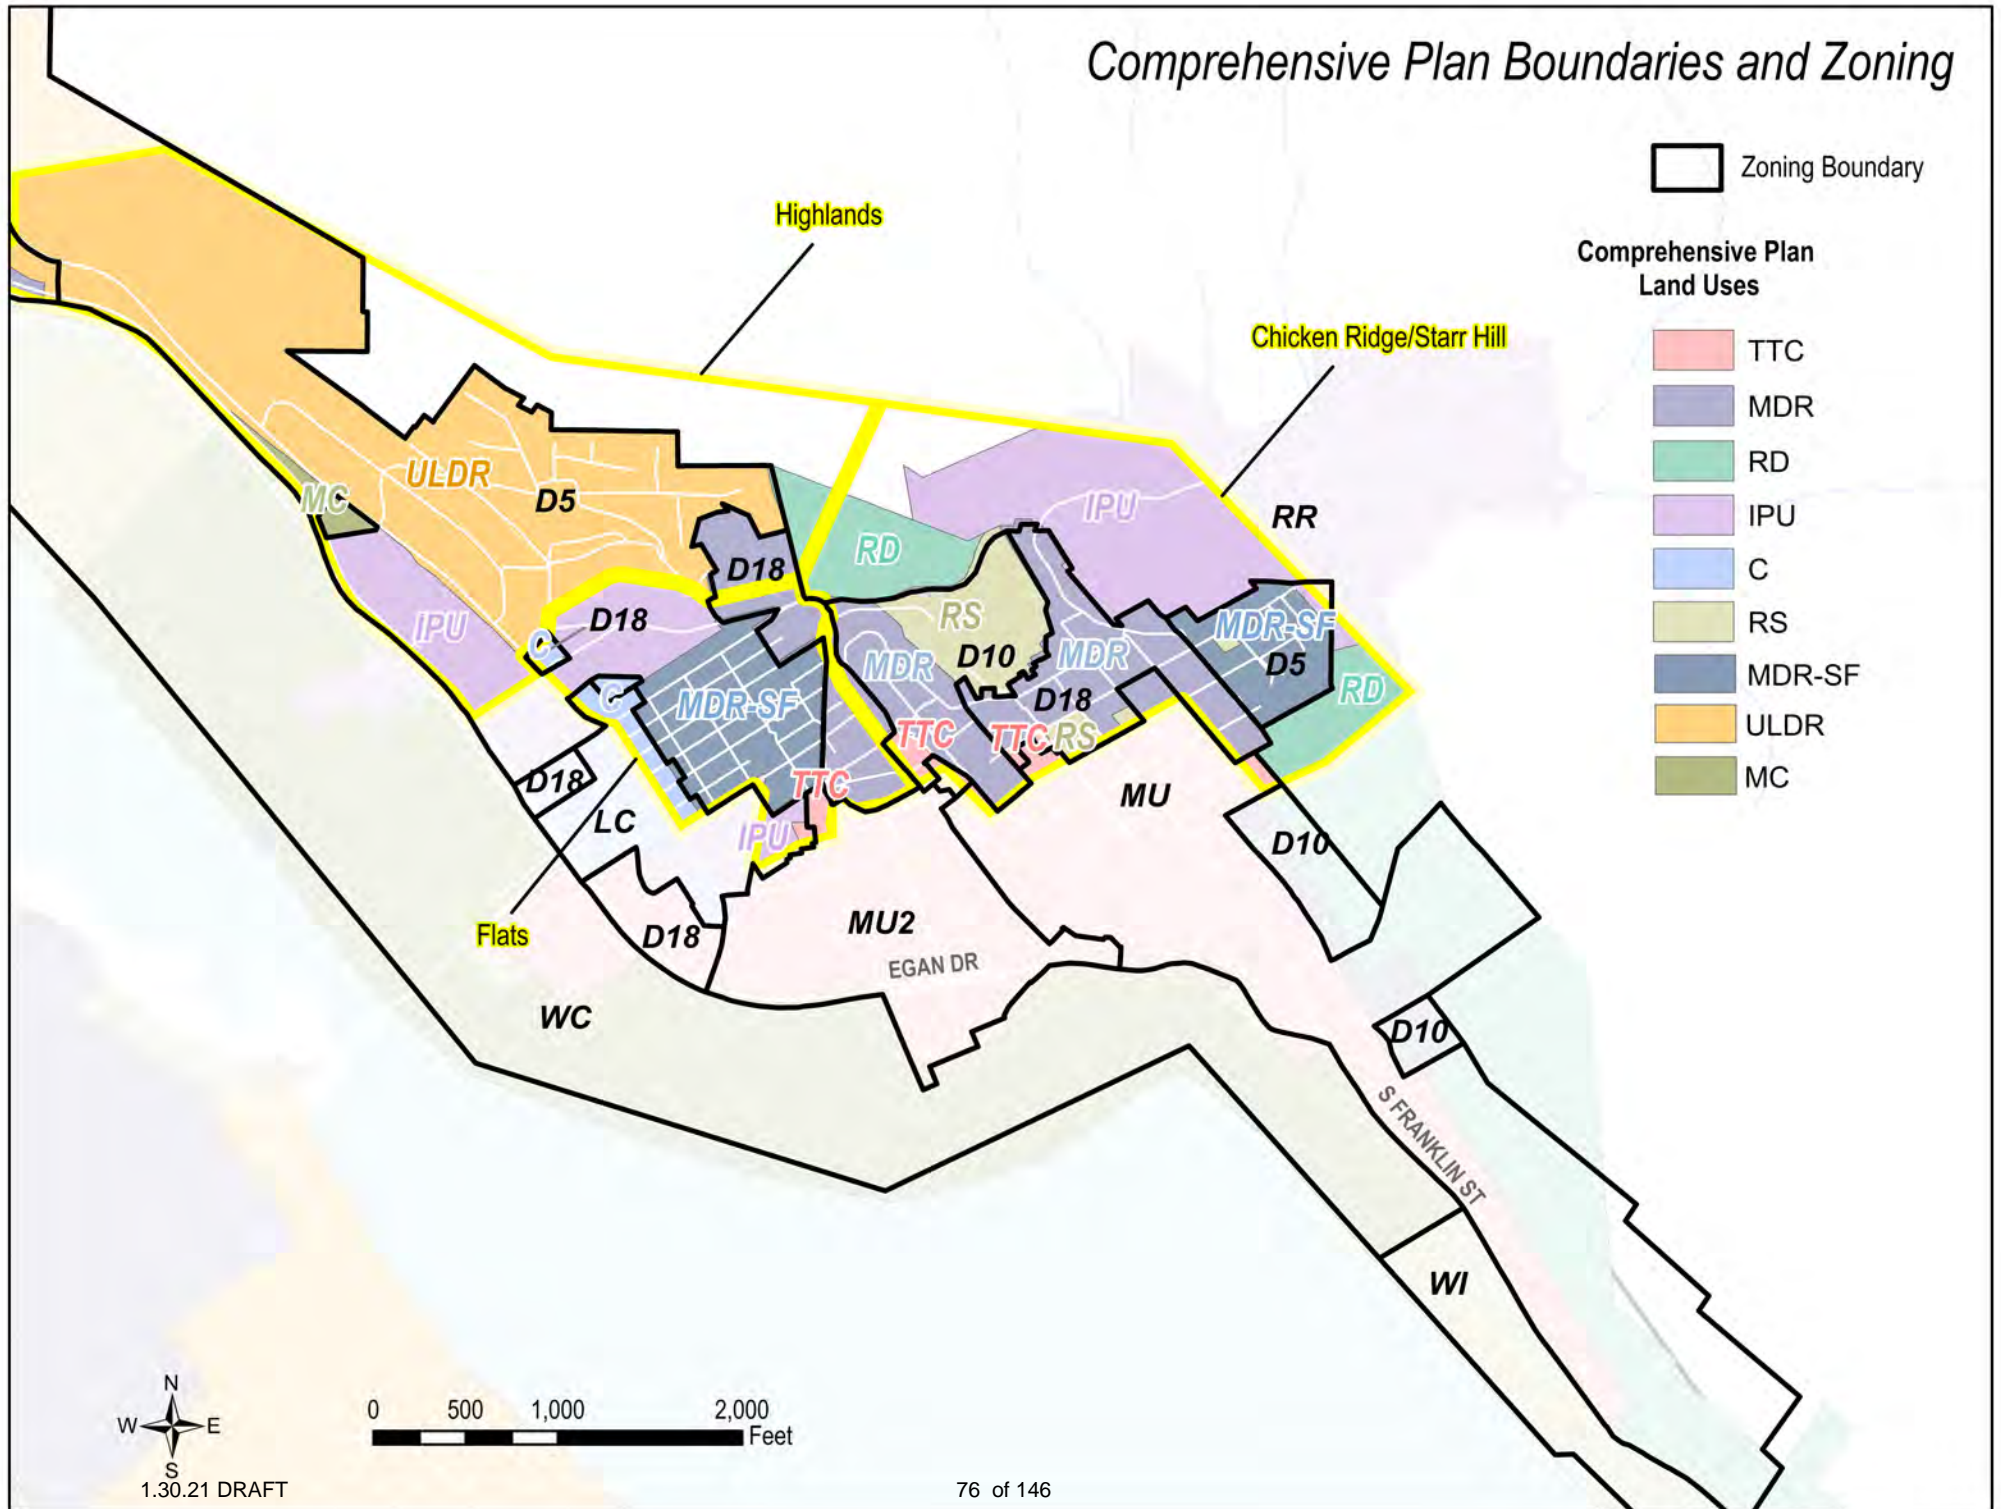 Comprehensive Plan Boundaries and Zoning
Zoning Boundary
Comprehensive Plan
Land Uses
TTC
MDR
RD
IPU
C
RS
MDR-SF
ULDR
MC
Highlands
Chicken Ridge/Starr Hill
ULDR
D5
MC
IPU
RR
RD
D18
D18
IPU
C
RS
D10
MDR
MDR
MDR-SF
D5
RD
C
MDR-SF
D18
TTC
TTC
RS
TTC
D18
LC
IPU
MU
D10
Flats
D18
MU2
EGAN DR
WC
D10
S FRANKLIN ST
WI
N
W
E
S
0
500
1,000
2,000
Feet
1.30.21 DRAFT
76 of 146